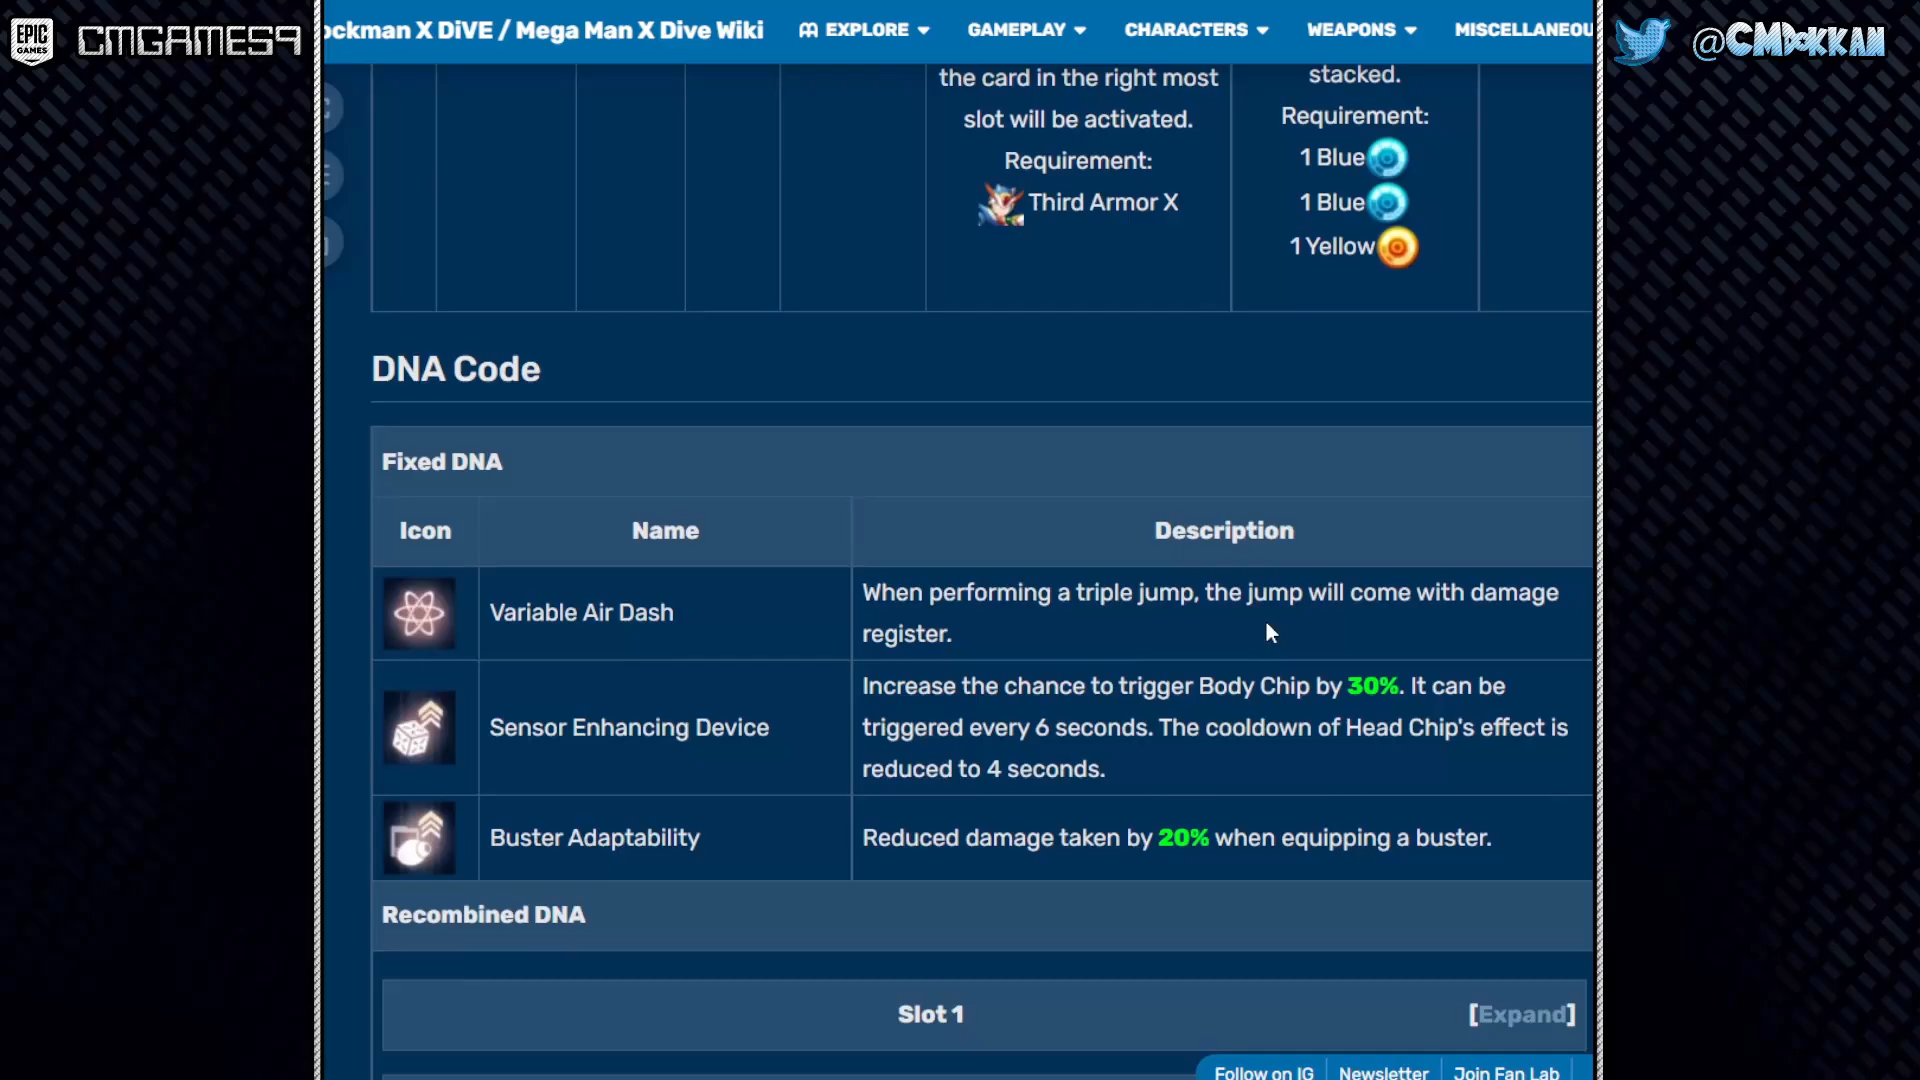 EPIC
GAMES
CMGAMES9
ockman X DiVE / Mega Man X Dive Wiki
EXPLORE
GAMEPLAY
CHARACTERS
WEAPONS
MISCELLANEOU
@CMDOKKAN
the card in the right most
slot will be activated.
Requirement:
Third Armor X
stacked.
Requirement:
1 Blue
1 Blue
1 Yellow
DNA Code
Fixed DNA
Icon
Name
Description
Variable Air Dash
When performing a triple jump, the jump will come with damage
register.
Sensor Enhancing Device
Increase the chance to trigger Body Chip by 30%. It can be
triggered every 6 seconds. The cooldown of Head Chip's effect is
reduced to 4 seconds.
Buster Adaptability
Reduced damage taken by 20% when equipping a buster.
Recombined DNA
Slot 1
[Expand]
Follow on IG
Newsletter
Join Fan Lab